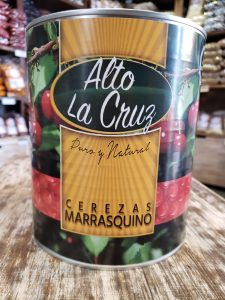 Alto
La Cruz
Puro y Natural
CEREZAS
MARRASQUINO